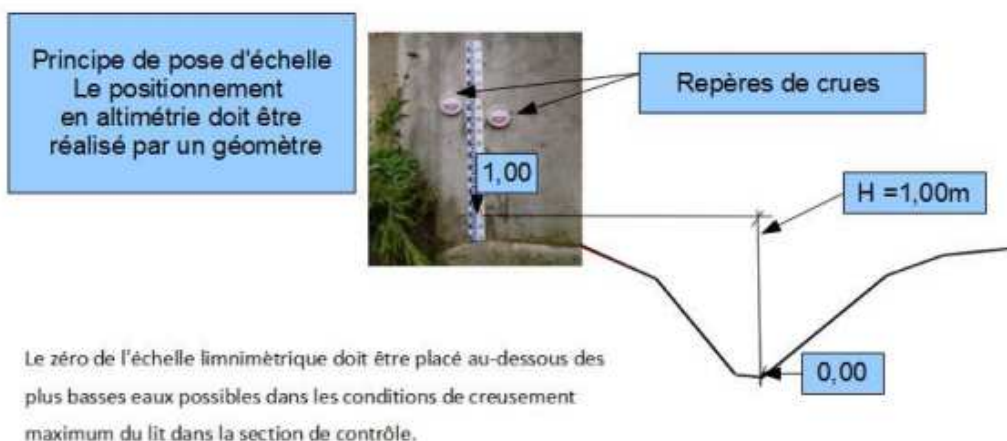 Principe de pose d'échelle
Le positionnement
en altimétrie doit être
réalisé par un géomètre
Repères de crues
1,00
H =1,00m
0,00
Le zéro de l'échelle limnimètrique doit être placé au-dessous des
plus basses eaux possibles dans les conditions de creusement
maximum du lit dans la section de contrôle.